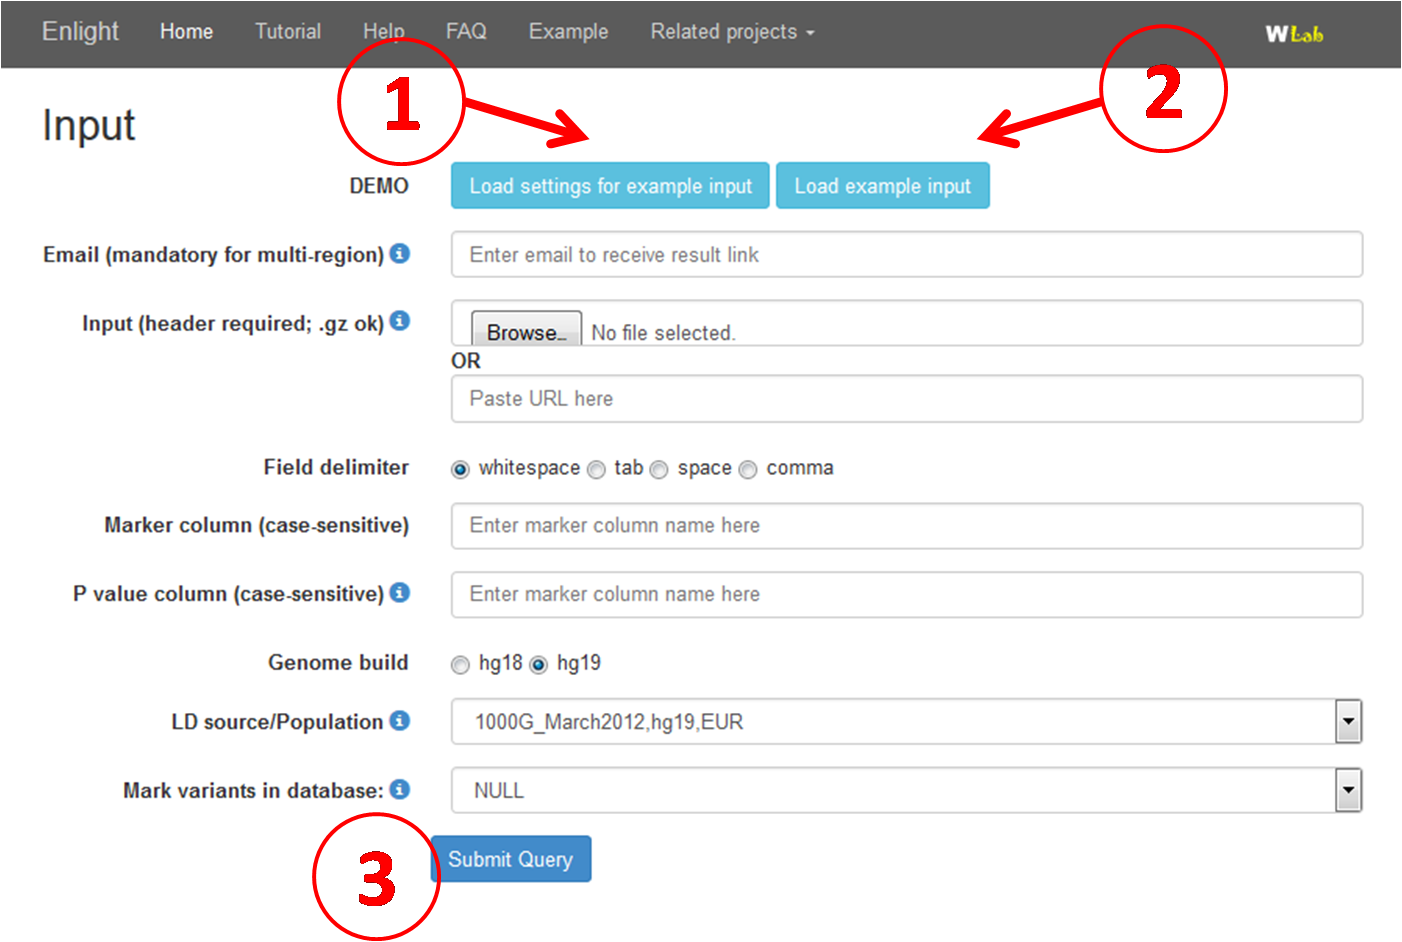 Enlight Home Tutorial Help FAQ Example Related projects W Lab
1 2
Input
DEMO Load settings for example input Load example input
Email (mandatory for multi-region) i Enter email to receive result link
Input (header required; .gz ok) i Browse... No file selected.
OR
Paste URL here
Field delimiter whitespace tab space comma
Marker column (case-sensitive) Enter marker column name here
P value column (case-sensitive) i Enter marker column name here
Genome build hg18 hg19
LD source/Population i 1000G_March2012,hg19,EUR
Mark variants in database: i NULL
3 Submit Query